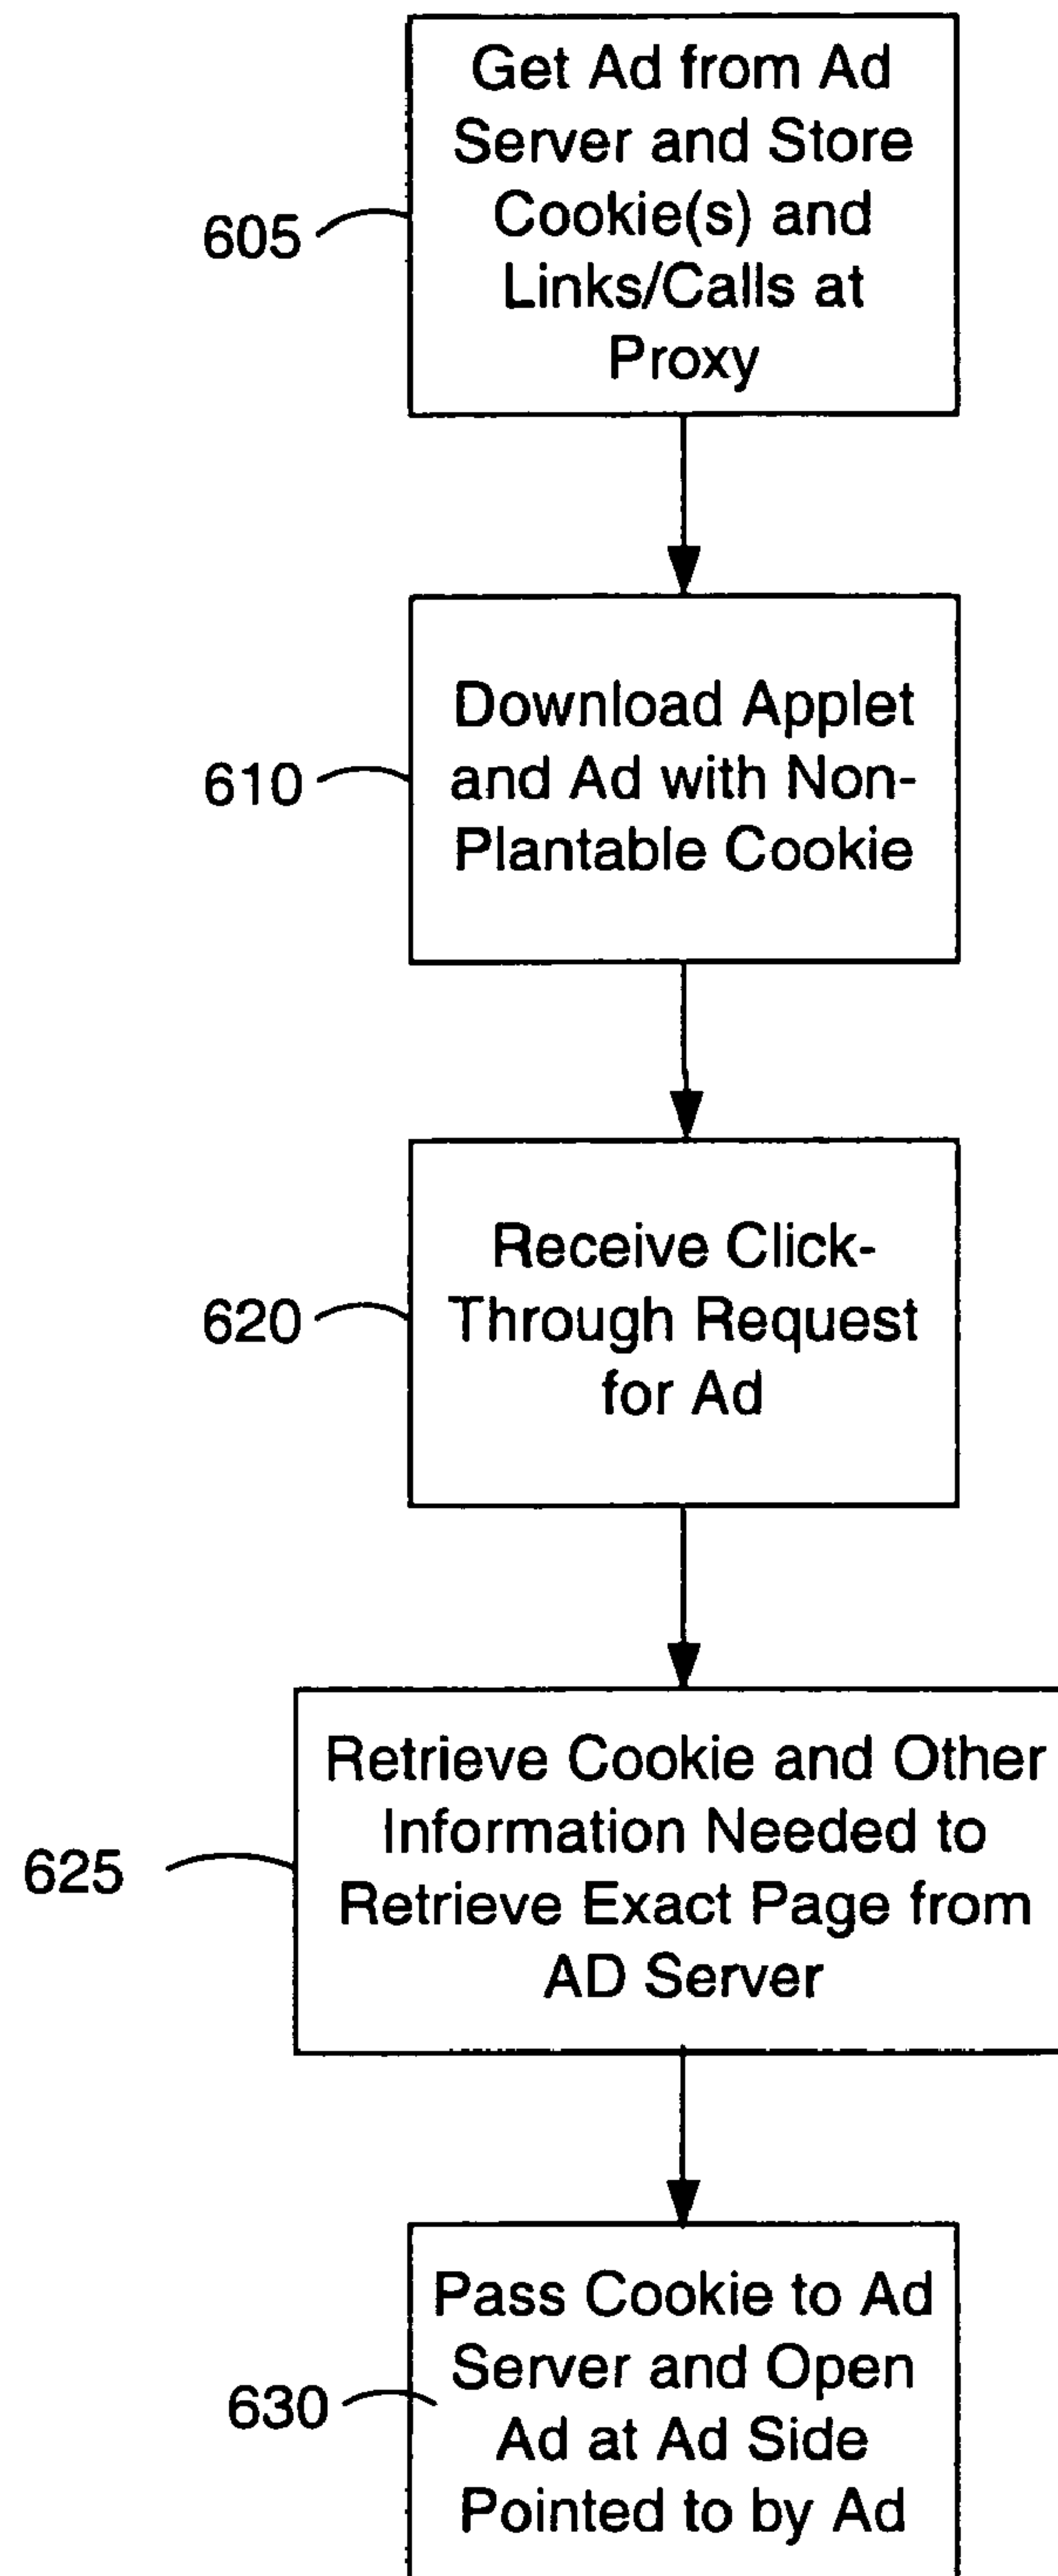 Get Ad from Ad
Server and Store
Cookie(s) and
Links/Calls at
Proxy
605
Download Applet
and Ad with Non-
Plantable Cookie
610
Receive Click-
Through Request
for Ad
620
Retrieve Cookie and Other
Information Needed to
Retrieve Exact Page from
AD Server
625
Pass Cookie to Ad
Server and Open
Ad at Ad Side
Pointed to by Ad
630